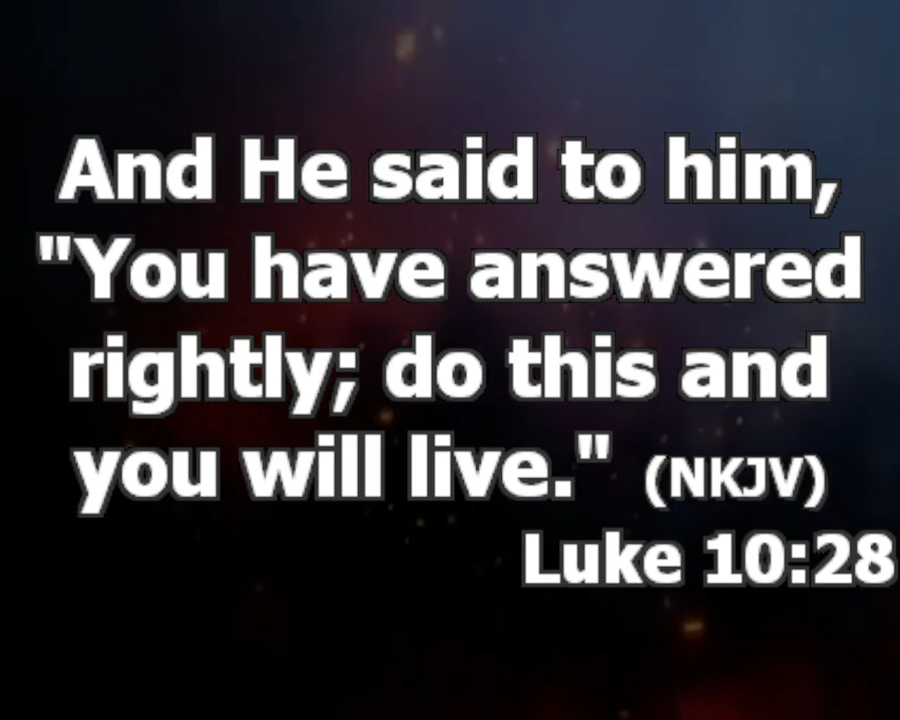 And He said to him,
"You have answered
rightly; do this and
you will live." (NKJV)
Luke 10:28